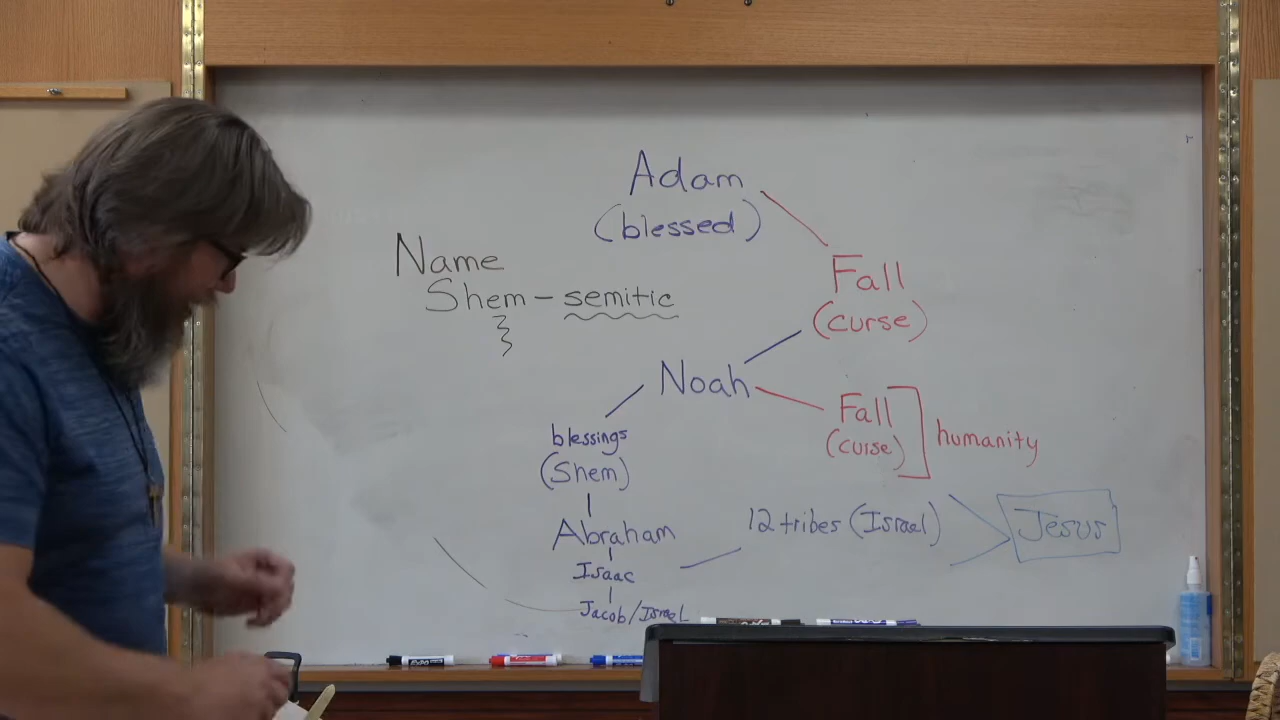 Adam
(blessed)
Name
Shem - semitic
Fall
(curse)
Noah
Fall
(curse)
humanity
blessings
(Shem)
Abraham
Isaac
Jacob/Israel
12 tribes (Israel)
Jesus